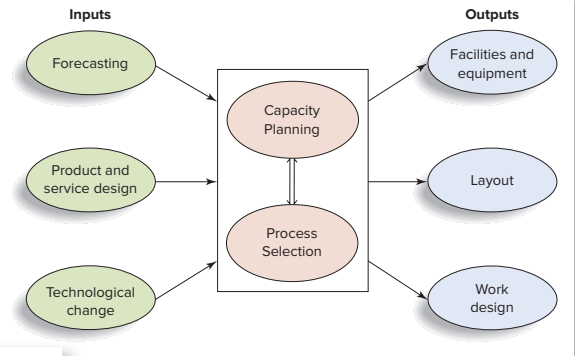 Inputs
Outputs
Forecasting
Capacity
Planning
Facilities and
equipment
Product and
service design
Layout
Process
Selection
Technological
change
Work
design